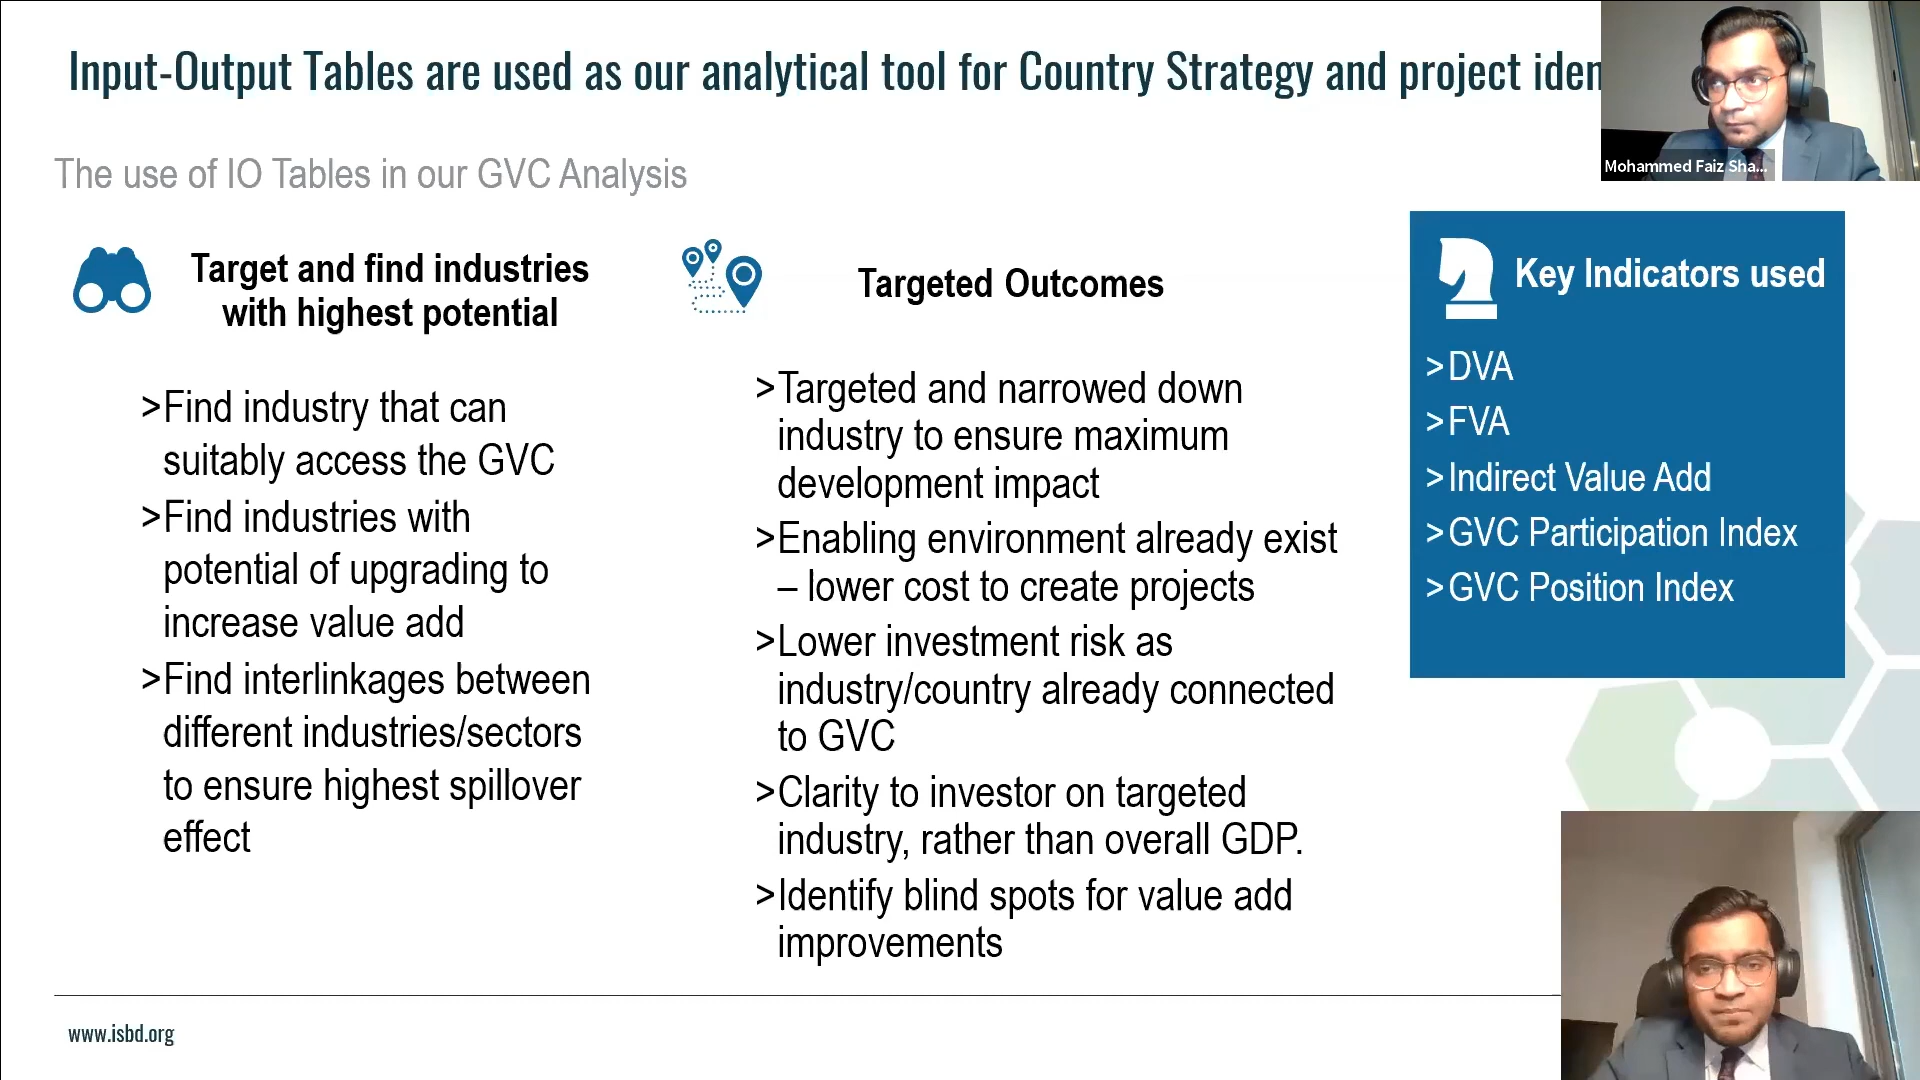 Input-Output Tables are used as our analytical tool for Country Strategy and project
Mohammed Faiz Sha...
The use of IO Tables in our GVC Analysis
Target and find industries
with highest potential
>Find industry that can
suitably access the GVC
>Find industries with
potential of upgrading to
increase value add
>Find interlinkages between
different industries/sectors
to ensure highest spillover
effect
Targeted Outcomes
>Targeted and narrowed down
industry to ensure maximum
development impact
>Enabling environment already exist
– lower cost to create projects
>Lower investment risk as
industry/country already connected
to GVC
>Clarity to investor on targeted
industry, rather than overall GDP.
>Identify blind spots for value add
improvements
Key Indicators used
>DVA
>FVA
>Indirect Value Add
>GVC Participation Index
>GVC Position Index
www.isbd.org